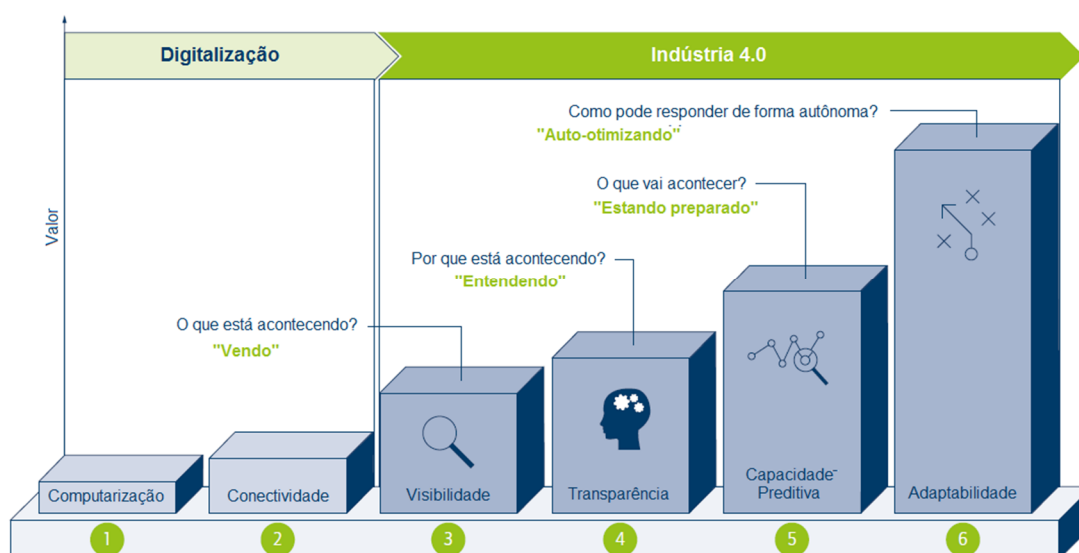 Digitalização
Indústria 4.0
Valor
Como pode responder de forma autônoma?
"Auto-otimizando"
O que vai acontecer?
"Estando preparado"
Por que está acontecendo?
"Entendendo"
O que está acontecendo?
"Vendo"
Computarização
Conectividade
Visibilidade
Transparência
Capacidade
Preditiva
Adaptabilidade
1
2
3
4
5
6